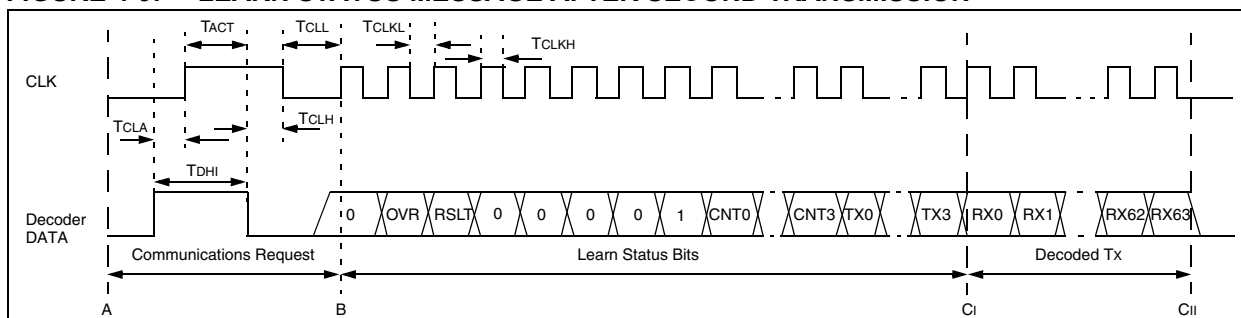 TACT TCLL TCLKL TCLKH
CLK
TCLA TCLH
TDHI
Decoder
DATA
0 OVR RSLT 0 0 0 0 1 CNT0 CNT3 TX0 TX3 RX0 RX1 RX62 RX63
Communications Request Learn Status Bits Decoded Tx
A B CI CII